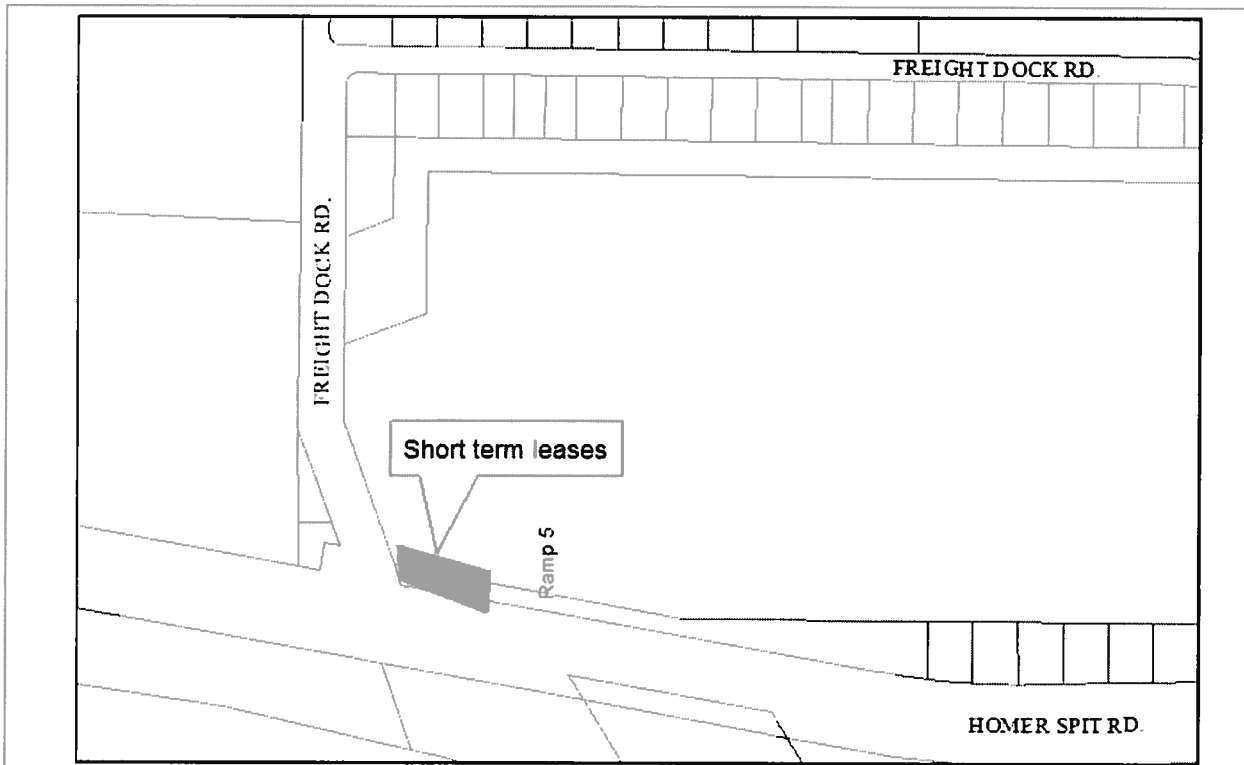 FREIGHT DOCK RD.
FREIGHT DOCK RD.
Short term leases
Ramp 5
HOMER SPIT RD.